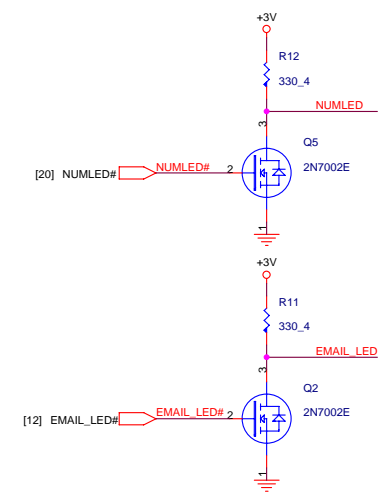 +3V
R12
330_4
NUMLED
3
Q5
2N7002E
[20] NUMLED#
NUMLED#
2
1
+3V
R11
330_4
EMAIL_LED
3
Q2
2N7002E
[12] EMAIL_LED#
EMAIL_LED#
2
1